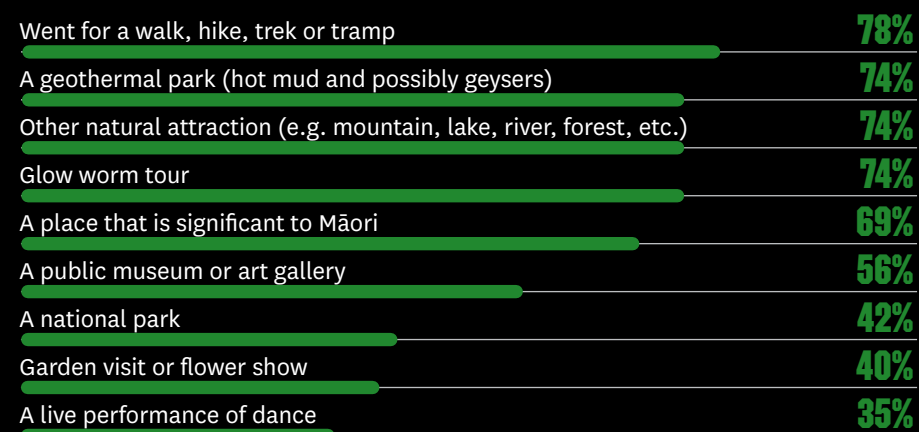 Went for a walk, hike, trek or tramp 78%
A geothermal park (hot mud and possibly geysers) 74%
Other natural attraction (e.g. mountain, lake, river, forest, etc.) 74%
Glow worm tour 74%
A place that is significant to Māori 69%
A public museum or art gallery 56%
A national park 42%
Garden visit or flower show 40%
A live performance of dance 35%